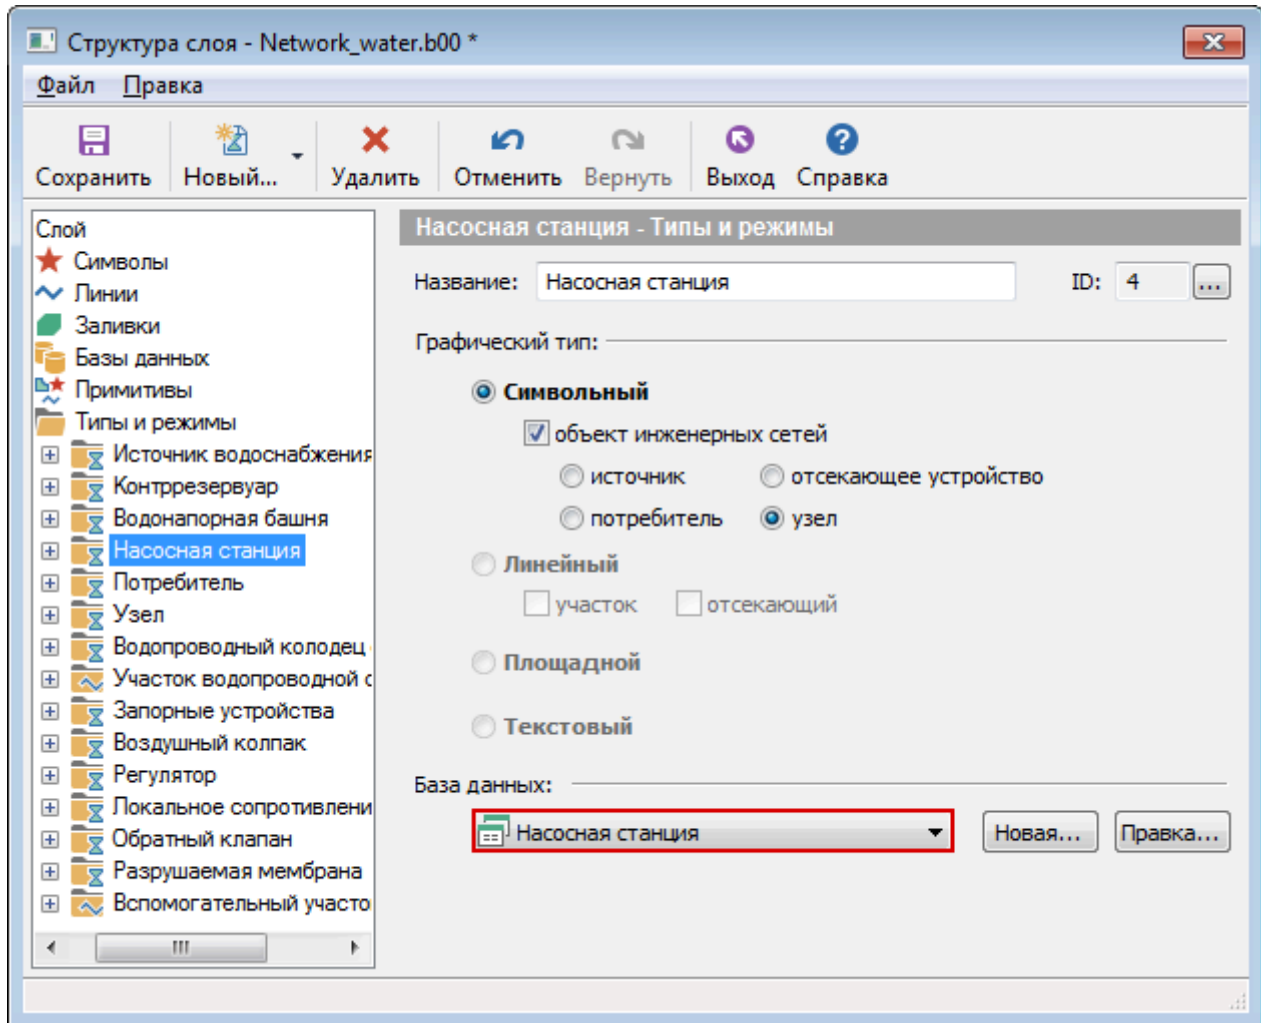 Структура слоя - Network_water.b00 *
Файл Правка
Сохранить Новый... Удалить Отменить Вернуть Выход Справка
Слой
Символы
Линии
Заливки
Базы данных
Примитивы
Типы и режимы
Источник водоснабжения
Контррезервуар
Водонапорная башня
Насосная станция
Потребитель
Узел
Водопроводный колодец
Участок водопроводной с
Запорные устройства
Воздушный колпак
Регулятор
Локальное сопротивлени
Обратный клапан
Разрушаемая мембрана
Вспомогательный участо
Насосная станция - Типы и режимы
Название: Насосная станция ID: 4 ...
Графический тип:
Символьный
объект инженерных сетей
источник отсекающее устройство
потребитель узел
Линейный
участок отсекающий
Площадной
Текстовый
База данных:
Насосная станция Новая... Правка...